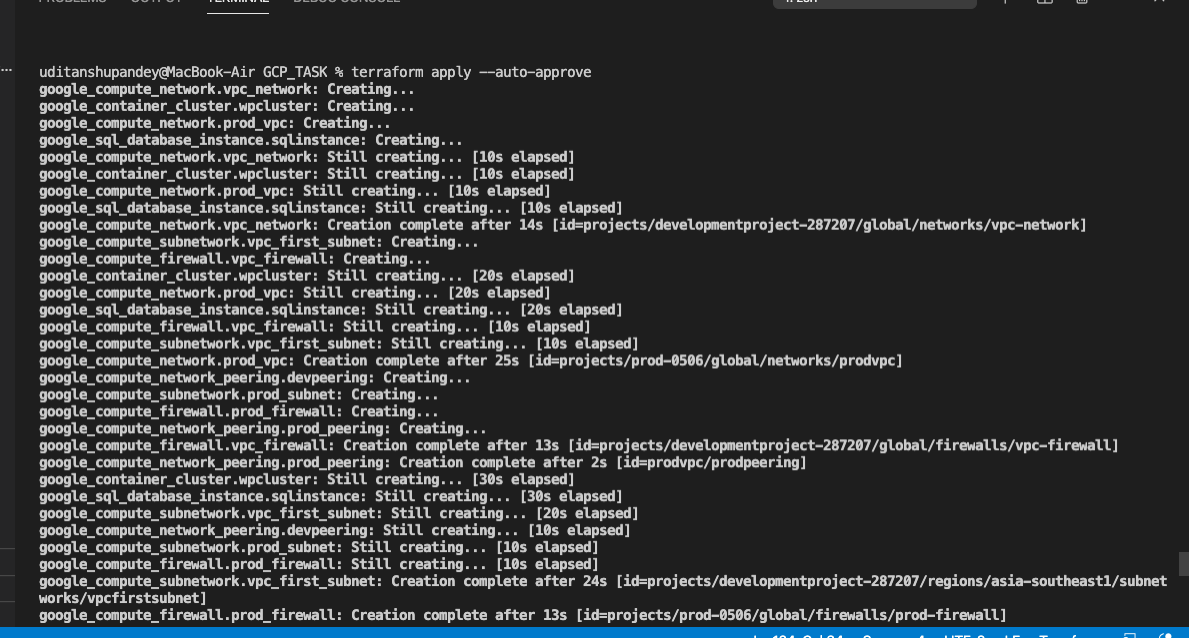 PROBLEMS OUTPUT TERMINAL DEBUG CONSOLE
uditanshupandey@MacBook-Air GCP_TASK % terraform apply --auto-approve
google_compute_network.vpc_network: Creating...
google_container_cluster.wpcluster: Creating...
google_compute_network.prod_vpc: Creating...
google_sql_database_instance.sqlinstance: Creating...
google_compute_network.vpc_network: Still creating... [10s elapsed]
google_container_cluster.wpcluster: Still creating... [10s elapsed]
google_compute_network.prod_vpc: Still creating... [10s elapsed]
google_sql_database_instance.sqlinstance: Still creating... [10s elapsed]
google_compute_network.vpc_network: Creation complete after 14s [id=projects/developmentproject-287207/global/networks/vpc-network]
google_compute_subnetwork.vpc_first_subnet: Creating...
google_compute_firewall.vpc_firewall: Creating...
google_container_cluster.wpcluster: Still creating... [20s elapsed]
google_compute_network.prod_vpc: Still creating... [20s elapsed]
google_sql_database_instance.sqlinstance: Still creating... [20s elapsed]
google_compute_firewall.vpc_firewall: Still creating... [10s elapsed]
google_compute_subnetwork.vpc_first_subnet: Still creating... [10s elapsed]
google_compute_network.prod_vpc: Creation complete after 25s [id=projects/prod-0506/global/networks/prodvpc]
google_compute_network_peering.devpeering: Creating...
google_compute_subnetwork.prod_subnet: Creating...
google_compute_firewall.prod_firewall: Creating...
google_compute_network_peering.prod_peering: Creating...
google_compute_firewall.vpc_firewall: Creation complete after 13s [id=projects/developmentproject-287207/global/firewalls/vpc-firewall]
google_compute_network_peering.prod_peering: Creation complete after 2s [id=prodvpc/prodpeering]
google_container_cluster.wpcluster: Still creating... [30s elapsed]
google_sql_database_instance.sqlinstance: Still creating... [30s elapsed]
google_compute_subnetwork.vpc_first_subnet: Still creating... [20s elapsed]
google_compute_network_peering.devpeering: Still creating... [10s elapsed]
google_compute_subnetwork.prod_subnet: Still creating... [10s elapsed]
google_compute_firewall.prod_firewall: Still creating... [10s elapsed]
google_compute_subnetwork.vpc_first_subnet: Creation complete after 24s [id=projects/developmentproject-287207/regions/asia-southeast1/subnet
works/vpcfirstsubnet]
google_compute_firewall.prod_firewall: Creation complete after 13s [id=projects/prod-0506/global/firewalls/prod-firewall]